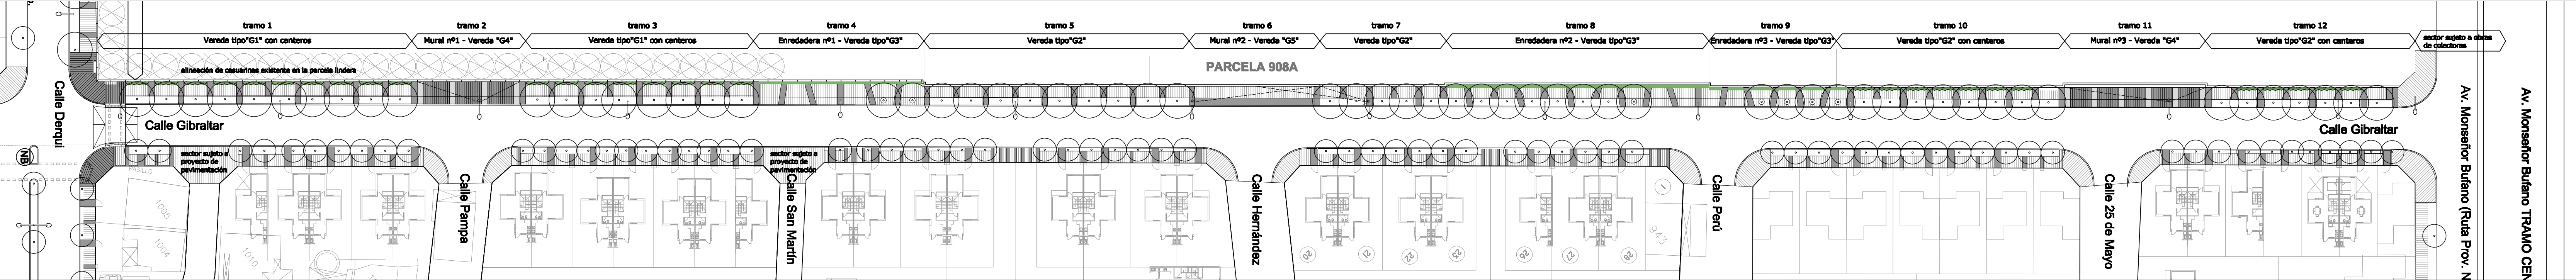 tramo 1
tramo 2
tramo 3
tramo 4
tramo 5
tramo 6
tramo 7
tramo 8
tramo 9
tramo 10
tramo 11
tramo 12
Vereda tipo"G1" con canteros
Mural nº1 - Vereda "G4"
Vereda tipo"G1" con canteros
Enredadera nº1 - Vereda tipo"G3"
Vereda tipo"G2"
Mural nº2 - Vereda "G5"
Vereda tipo"G2"
Enredadera nº2 - Vereda tipo"G3"
Enredadera nº3 - Vereda tipo"G3"
Vereda tipo"G2" con canteros
Mural nº3 - Vereda "G4"
Vereda tipo"G2" con canteros
sector sujeto a obras
de colectoras
alineación de casuarinas existente en la parcela lindera
PARCELA 908A
Calle Derqui
Calle Gibraltar
Calle Gibraltar
NB
sector sujeto a
proyecto de
pavimentación
sector sujeto a
proyecto de
pavimentación
PASILLO
1005
1004
1010
Calle Pampa
Calle San Martín
Calle Hernández
Calle Perú
Calle 25 de Mayo
943
Av. Monseñor Bufano (Ruta Prov. N
Av. Monseñor Bufano TRAMO CEN